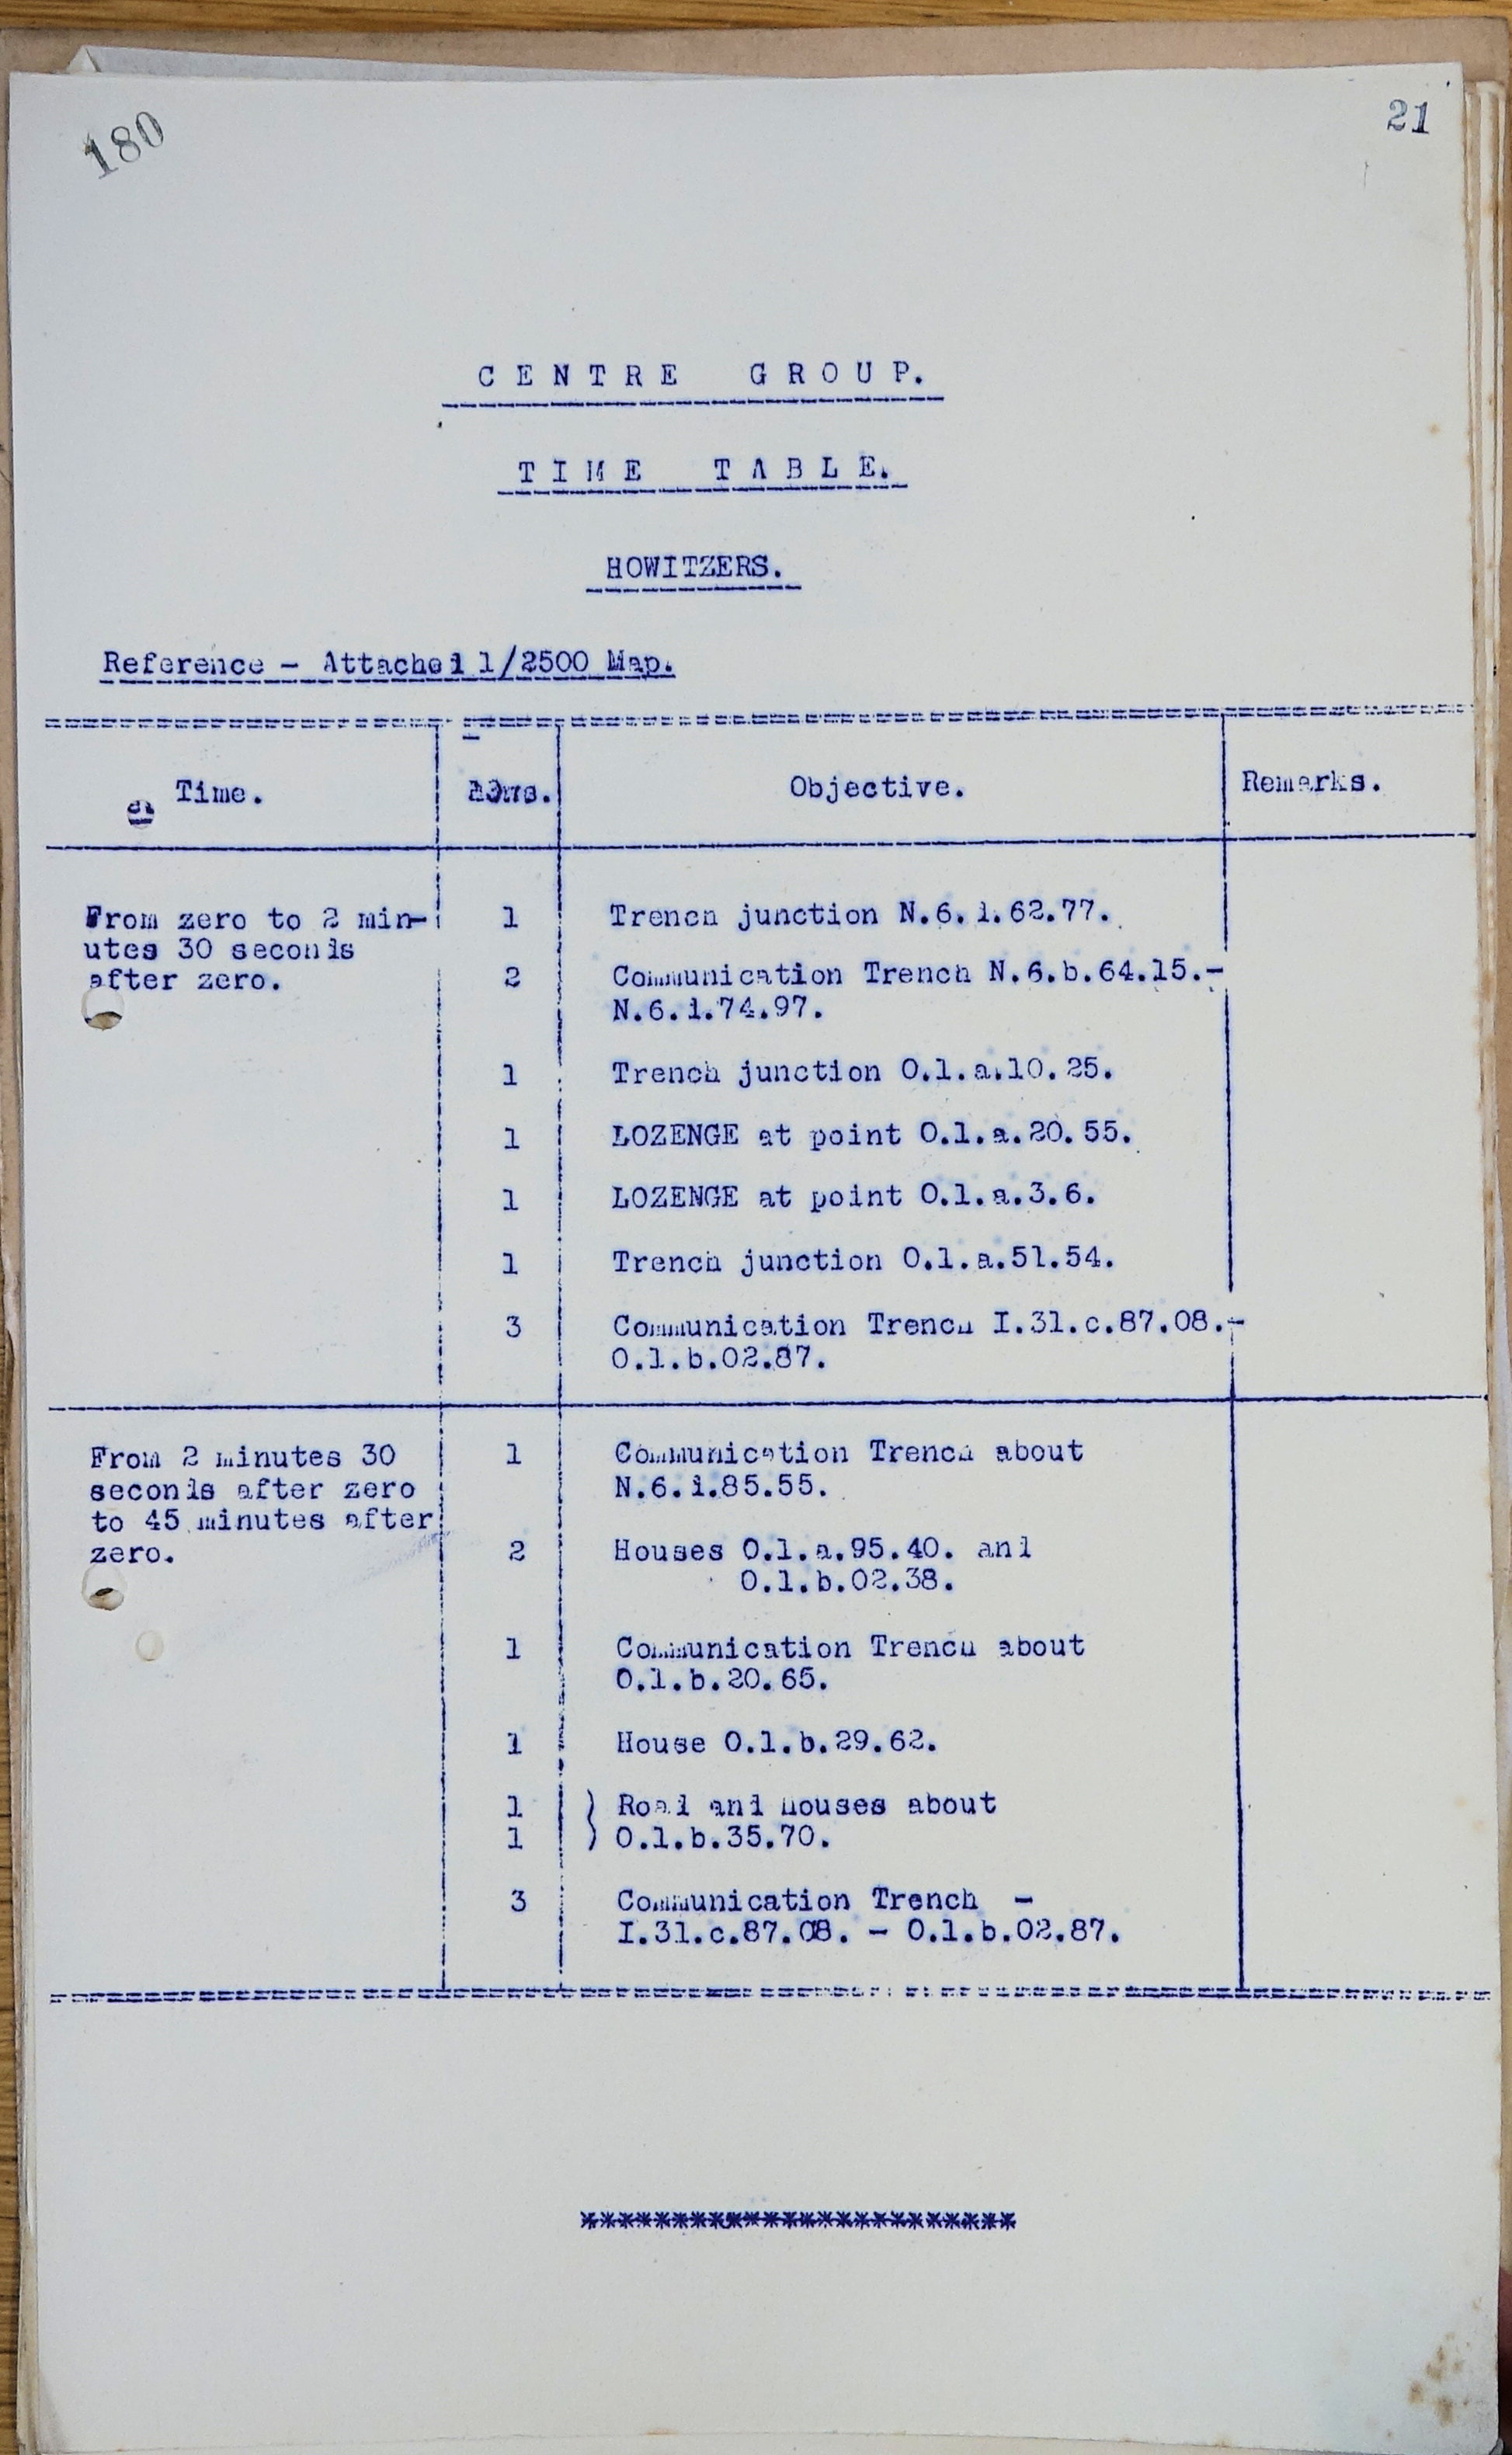 180
21
CENTRE GROUP.
TIME TABLE.
HOWITZERS.
Reference - Attached 1/2500 Map.
Time. Objective. Remarks.
From zero to 2 min-
utes 30 seconds
after zero.
1 Trench junction N.6.d.62.77.
2 Communication Trench N.6.b.64.15.-
N.6.d.74.97.
1 Trench junction O.1.a.10.25.
1 LOZENGE at point O.1.a.20.55.
1 LOZENGE at point O.1.a.3.6.
1 Trench junction O.1.a.51.54.
3 Communication Trench I.31.c.87.08.-
O.1.b.02.87.
From 2 minutes 30
seconds after zero
to 45 minutes after
zero.
1 Communication Trench about
N.6.d.85.55.
2 Houses O.1.a.95.40. and
O.1.b.02.38.
1 Communication Trench about
O.1.b.20.65.
1 House O.1.b.29.62.
1 } Road and houses about
1 } O.1.b.35.70.
3 Communication Trench -
I.31.c.87.08. - O.1.b.02.87.
************************